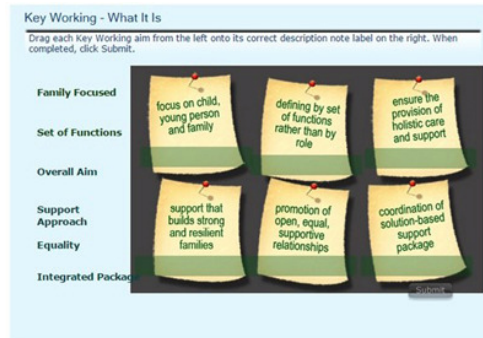 Key Working - What It Is
Drag each Key Working aim from the left onto its correct description note label on the right. When
completed, click Submit.
Family Focused
Set of Functions
Overall Aim
Support
Approach
Equality
Integrated Package
focus on child,
young person
and family
defining by set
of functions
rather than by
role
ensure the
provision of
holistic care
and support
support that
builds strong
and resilient
families
promotion of
open, equal,
supportive
relationships
coordination of
solution-based
support
package
Submit